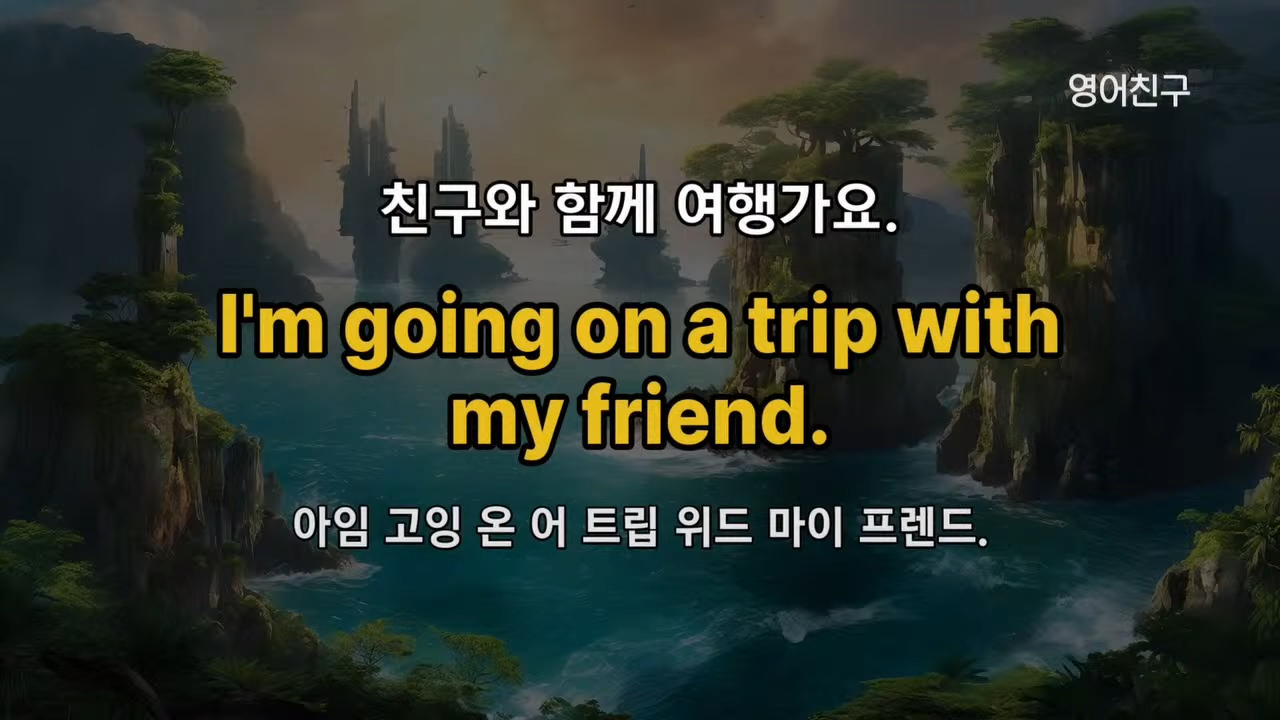 영어친구
친구와 함께 여행가요.
I'm going on a trip with
my friend.
아임 고잉 온 어 트립 위드 마이 프렌드.